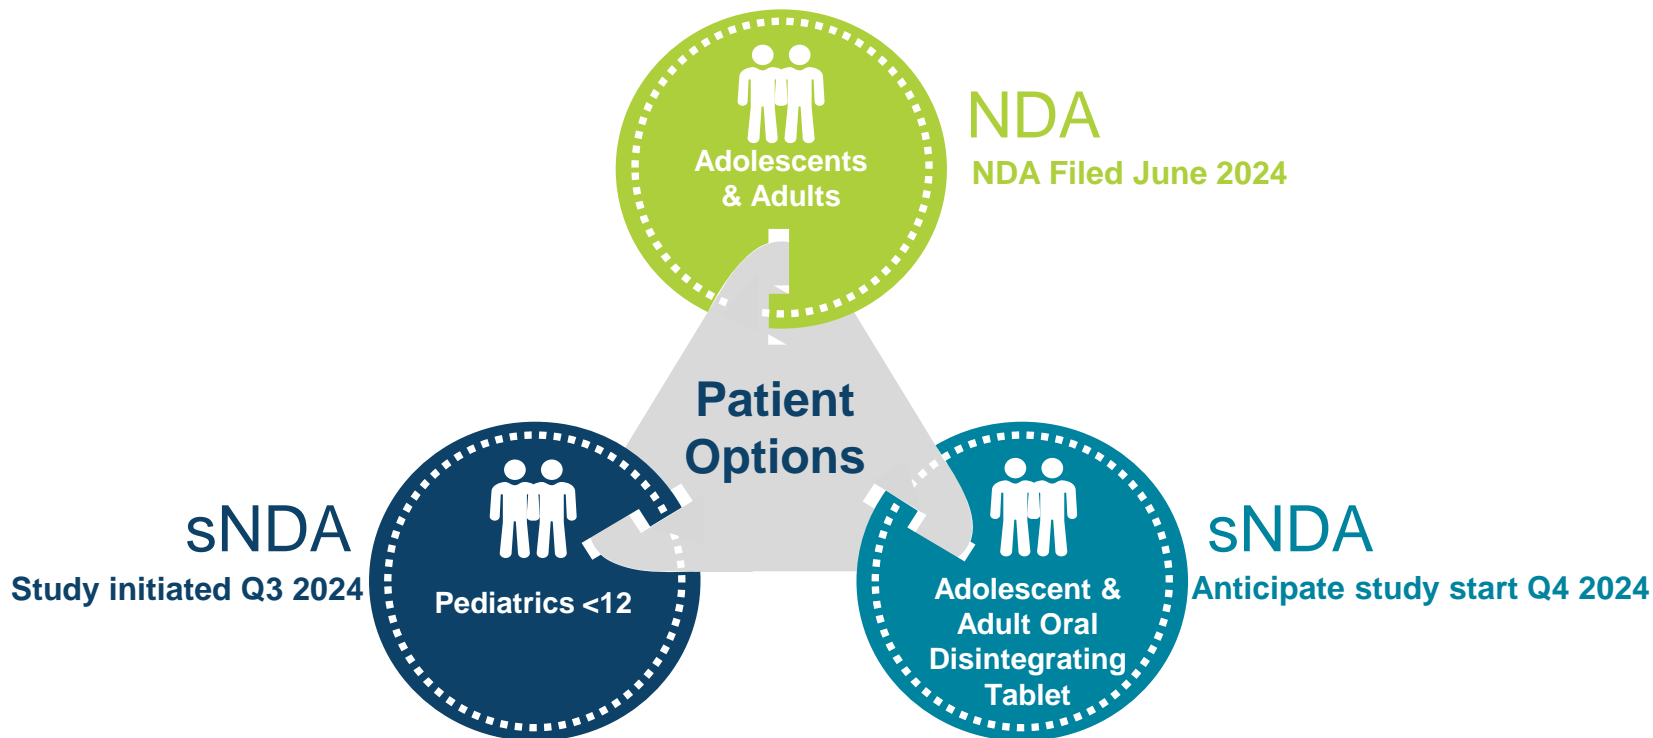 Adolescents
& Adults
NDA
NDA Filed June 2024
Patient
Options
sNDA
Study initiated Q3 2024
Pediatrics <12
Adolescent &
Adult Oral
Disintegrating
Tablet
sNDA
Anticipate study start Q4 2024